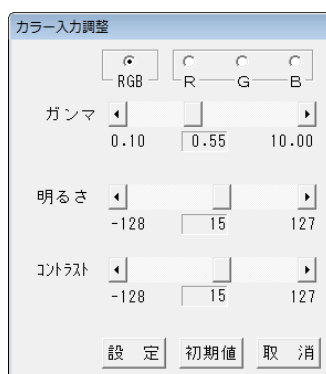 カラー入力調整
RGB R G B
ガンマ
0.10 0.55 10.00
明るさ
-128 15 127
コントラスト
-128 15 127
設 定 初期値 取 消